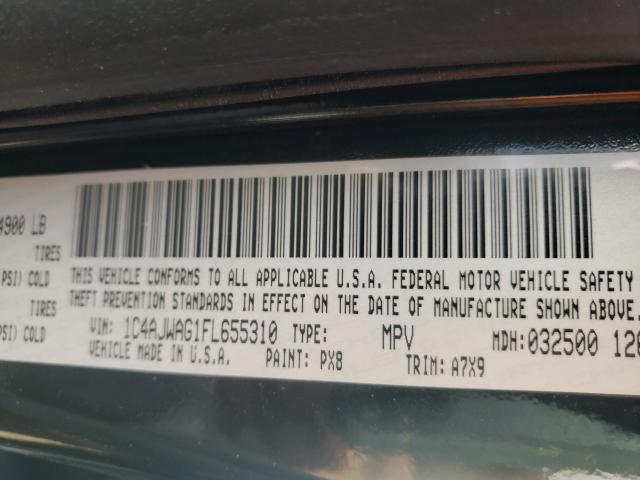 4900 LB
TIRES
PSI) COLD
TIRES
PSI) COLD
THIS VEHICLE CONFORMS TO ALL APPLICABLE U.S.A. FEDERAL MOTOR VEHICLE SAFETY
THEFT PREVENTION STANDARDS IN EFFECT ON THE DATE OF MANUFACTURE SHOWN ABOVE.
VIN: 1C4AJWAG1FL655310 TYPE: MPV MDH:032500 120
VEHICLE MADE IN U.S.A. PAINT: PX8 TRIM: A7X9